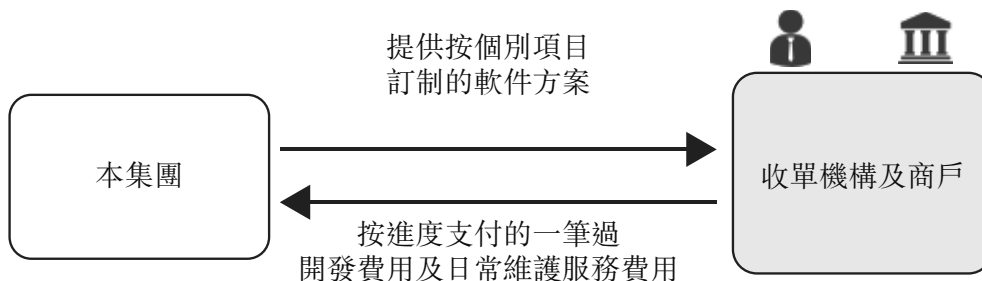 提供按個別項目
訂制的軟件方案
本集團
收單機構及商戶
按進度支付的一筆過
開發費用及日常維護服務費用